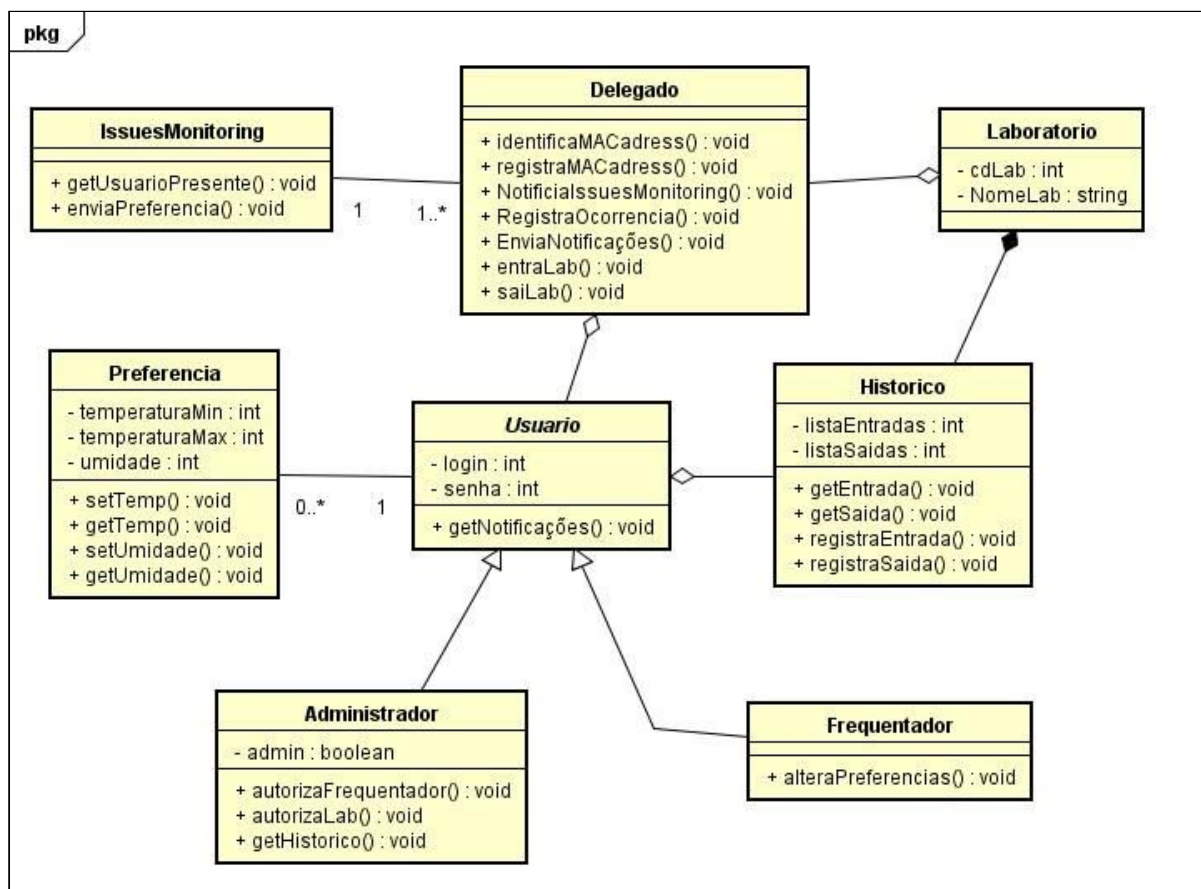 pkg
IssuesMonitoring
+ getUsuarioPresente() : void
+ enviaPreferencia() : void
1
1..*
Delegado
+ identificaMACadress() : void
+ registraMACadress() : void
+ NotificiaIssuesMonitoring() : void
+ RegistraOcorrencia() : void
+ EnviaNotificações() : void
+ entraLab() : void
+ saiLab() : void
Laboratorio
- cdLab : int
- NomeLab : string
Preferencia
- temperaturaMin : int
- temperaturaMax : int
- umidade : int
+ setTemp() : void
+ getTemp() : void
+ setUmidade() : void
+ getUmidade() : void
0..*
1
Usuario
- login : int
- senha : int
+ getNotificações() : void
Historico
- listaEntradas : int
- listaSaidas : int
+ getEntrada() : void
+ getSaida() : void
+ registraEntrada() : void
+ registraSaida() : void
Administrador
- admin : boolean
+ autorizaFrequentador() : void
+ autorizaLab() : void
+ getHistorico() : void
Frequentador
+ alteraPreferencias() : void